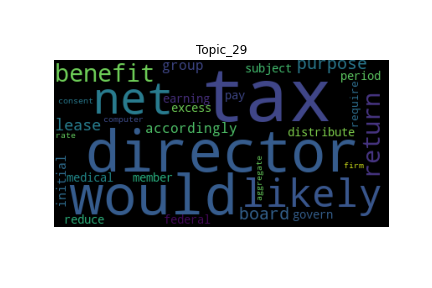 Topic_29
group subject purpose
benefit net tax period
consent earning pay excess require
computer
lease accordingly distribute return
rate director
initial medical member aggregate firm
would likely
reduce federal board govern